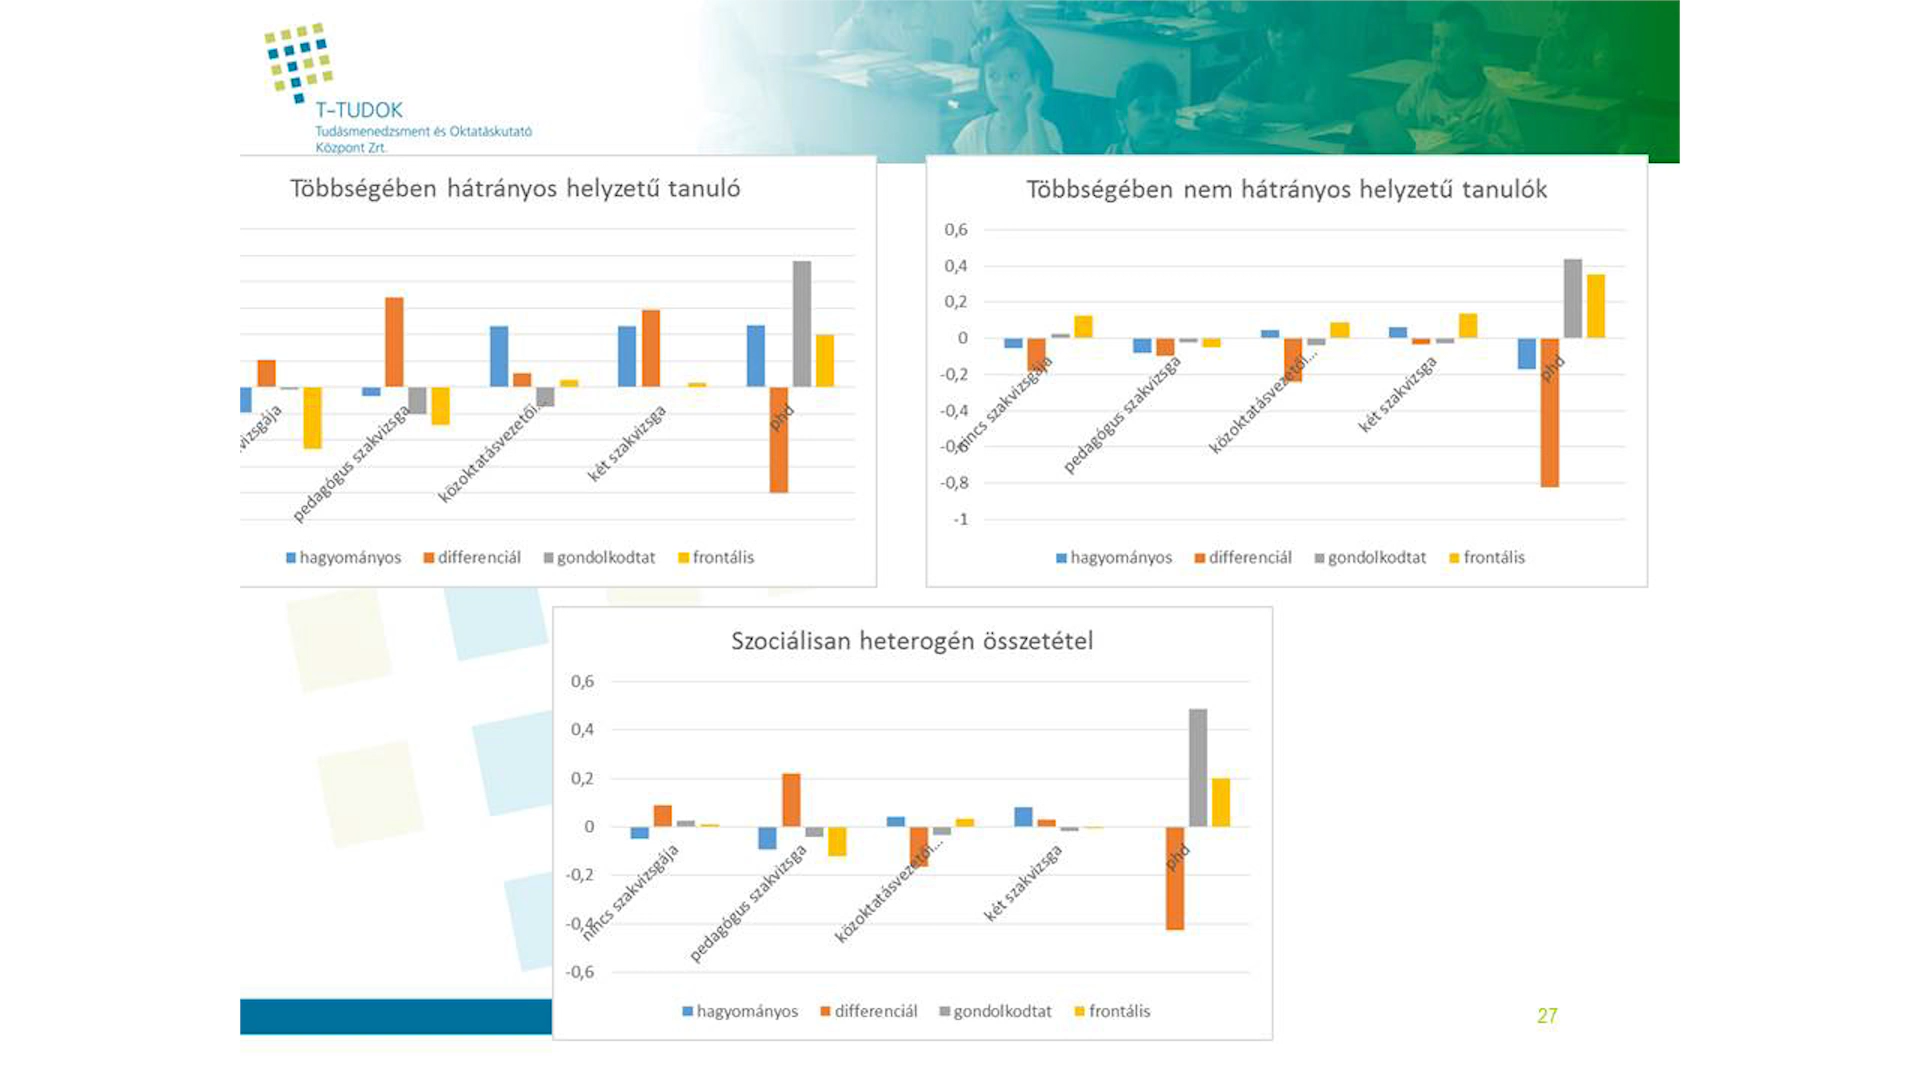 T-TUDOK
Tudásmenedzsment és Oktatáskutató
Központ Zrt.
Többségében hátrányos helyzetű tanuló
vizsgája
pedagógus szakvizsga
közoktatásvezetői...
két szakvizsga
phd
hagyományos differenciál gondolkodtat frontális
Többségében nem hátrányos helyzetű tanulók
0,6
0,4
0,2
0
-0,2
-0,4
-0,6
-0,8
-1
nincs szakvizsgája
pedagógus szakvizsga
közoktatásvezetői...
két szakvizsga
phd
hagyományos differenciál gondolkodtat frontális
Szociálisan heterogén összetétel
0,6
0,4
0,2
0
-0,2
-0,4
-0,6
nincs szakvizsgája
pedagógus szakvizsga
közoktatásvezetői...
két szakvizsga
phd
hagyományos differenciál gondolkodtat frontális
27